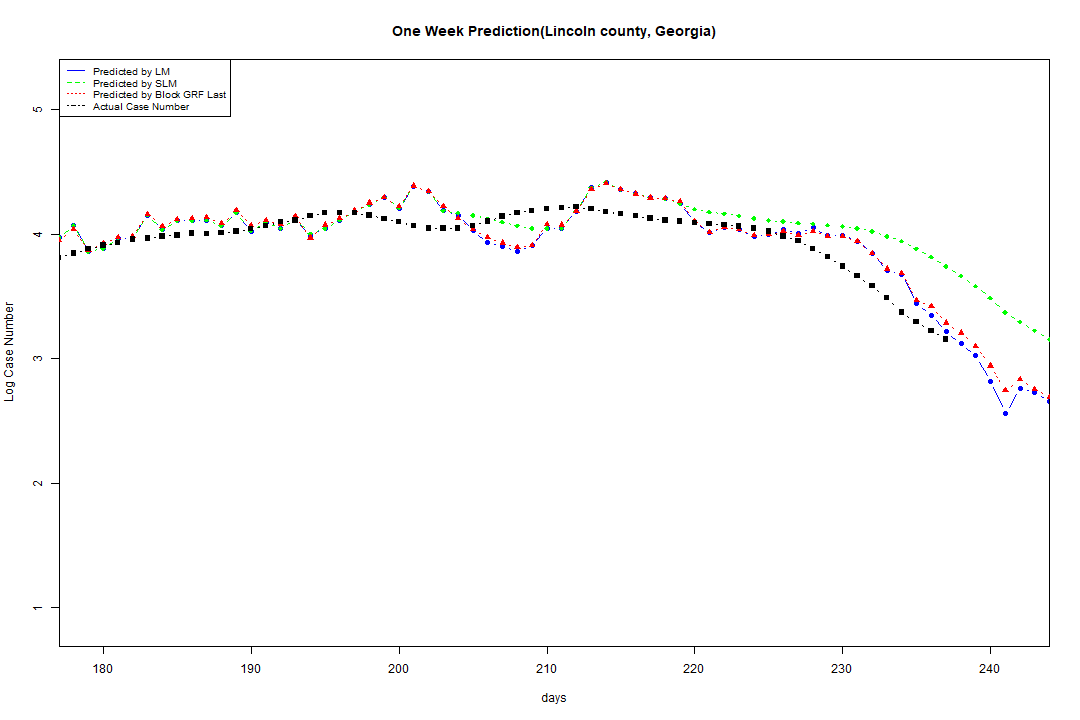 One Week Prediction(Lincoln county, Georgia)
Predicted by LM
Predicted by SLM
Predicted by Block GRF Last
Actual Case Number
5
4
3
2
1
Log Case Number
180 190 200 210 220 230 240
days